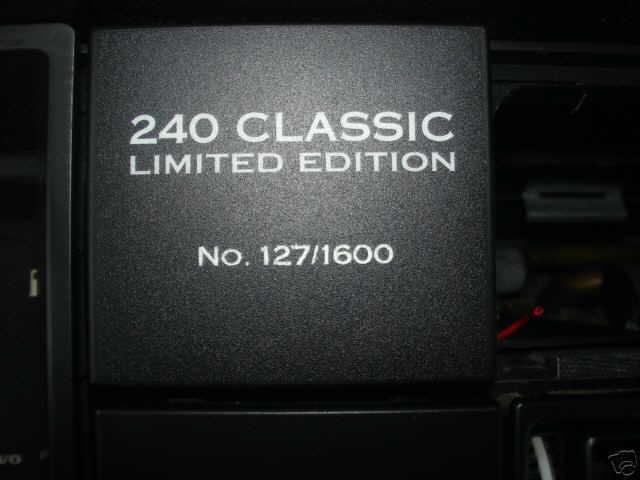 240 CLASSIC
LIMITED EDITION
No. 127/1600